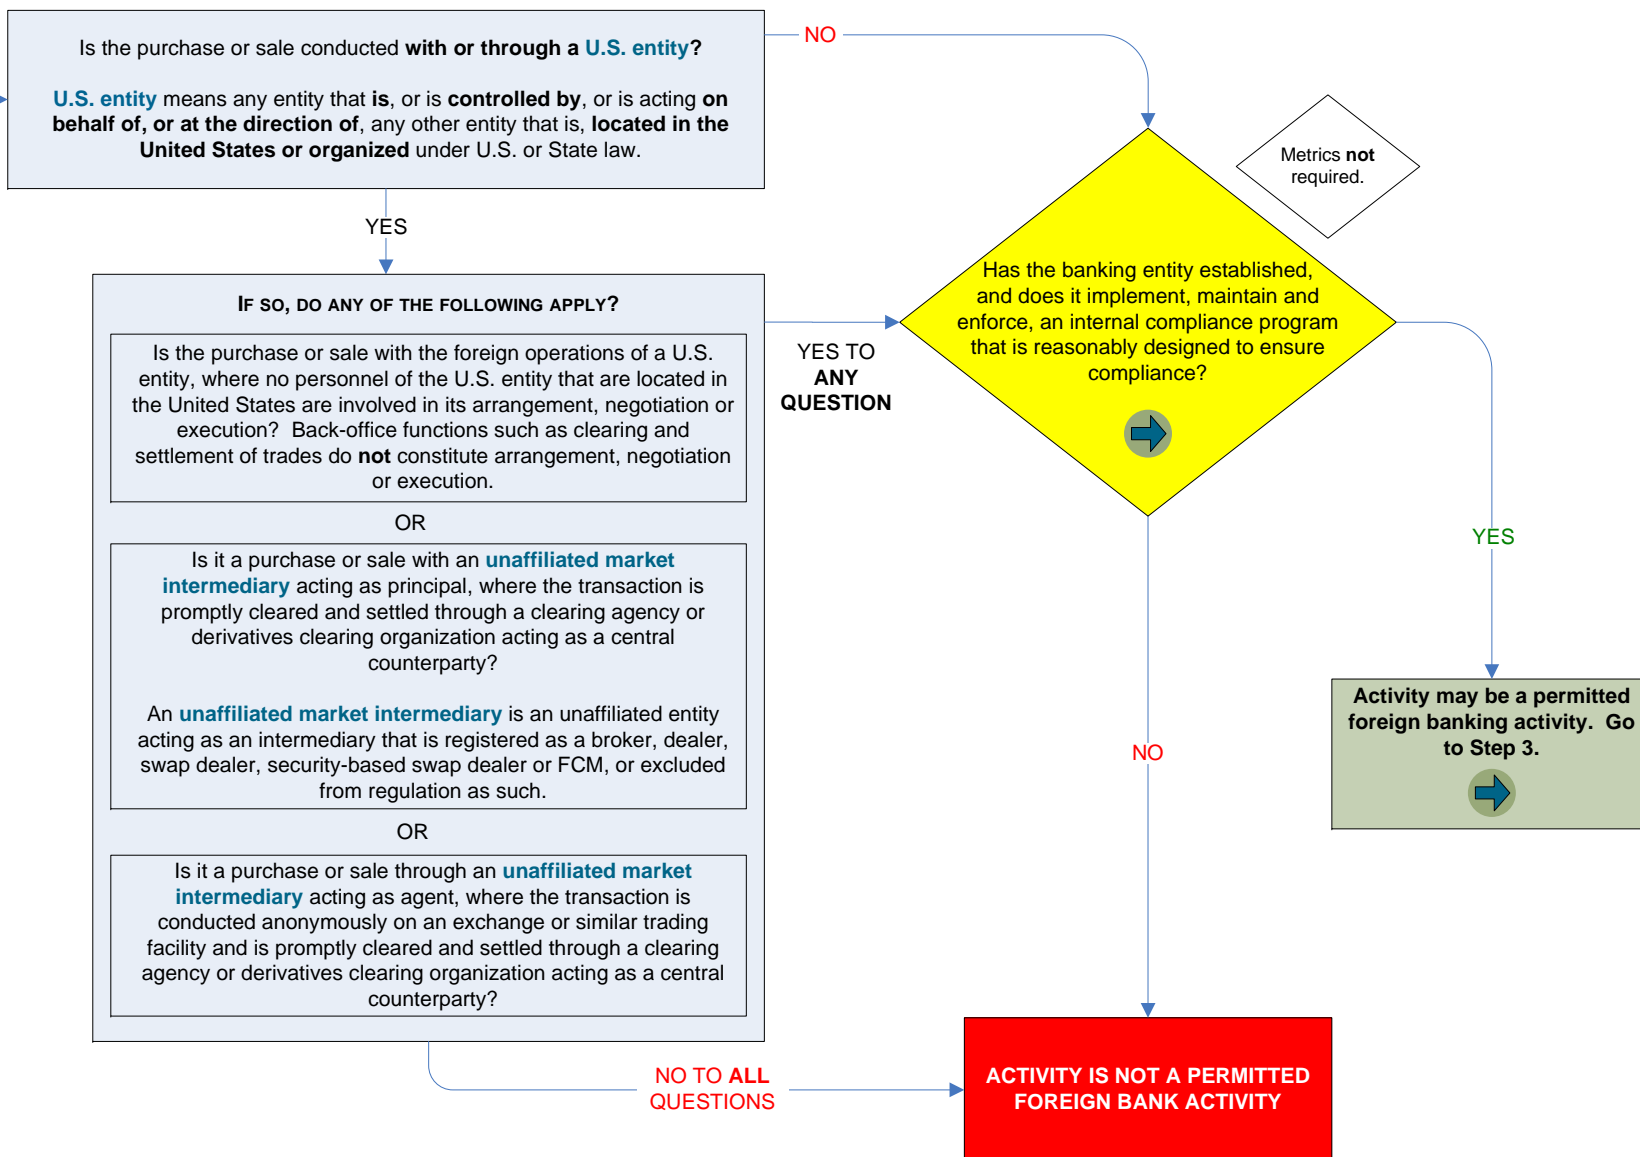 Is the purchase or sale conducted with or through a U.S. entity?
U.S. entity means any entity that is, or is controlled by, or is acting on
behalf of, or at the direction of, any other entity that is, located in the
United States or organized under U.S. or State law.
NO
YES
IF SO, DO ANY OF THE FOLLOWING APPLY?
Is the purchase or sale with the foreign operations of a U.S.
entity, where no personnel of the U.S. entity that are located in
the United States are involved in its arrangement, negotiation or
execution? Back-office functions such as clearing and
settlement of trades do not constitute arrangement, negotiation
or execution.
OR
Is it a purchase or sale with an unaffiliated market
intermediary acting as principal, where the transaction is
promptly cleared and settled through a clearing agency or
derivatives clearing organization acting as a central
counterparty?
An unaffiliated market intermediary is an unaffiliated entity
acting as an intermediary that is registered as a broker, dealer,
swap dealer, security-based swap dealer or FCM, or excluded
from regulation as such.
OR
Is it a purchase or sale through an unaffiliated market
intermediary acting as agent, where the transaction is
conducted anonymously on an exchange or similar trading
facility and is promptly cleared and settled through a clearing
agency or derivatives clearing organization acting as a central
counterparty?
YES TO
ANY
QUESTION
NO TO ALL
QUESTIONS
Metrics not
required.
Has the banking entity established,
and does it implement, maintain and
enforce, an internal compliance program
that is reasonably designed to ensure
compliance?
YES
NO
Activity may be a permitted
foreign banking activity. Go
to Step 3.
ACTIVITY IS NOT A PERMITTED
FOREIGN BANK ACTIVITY